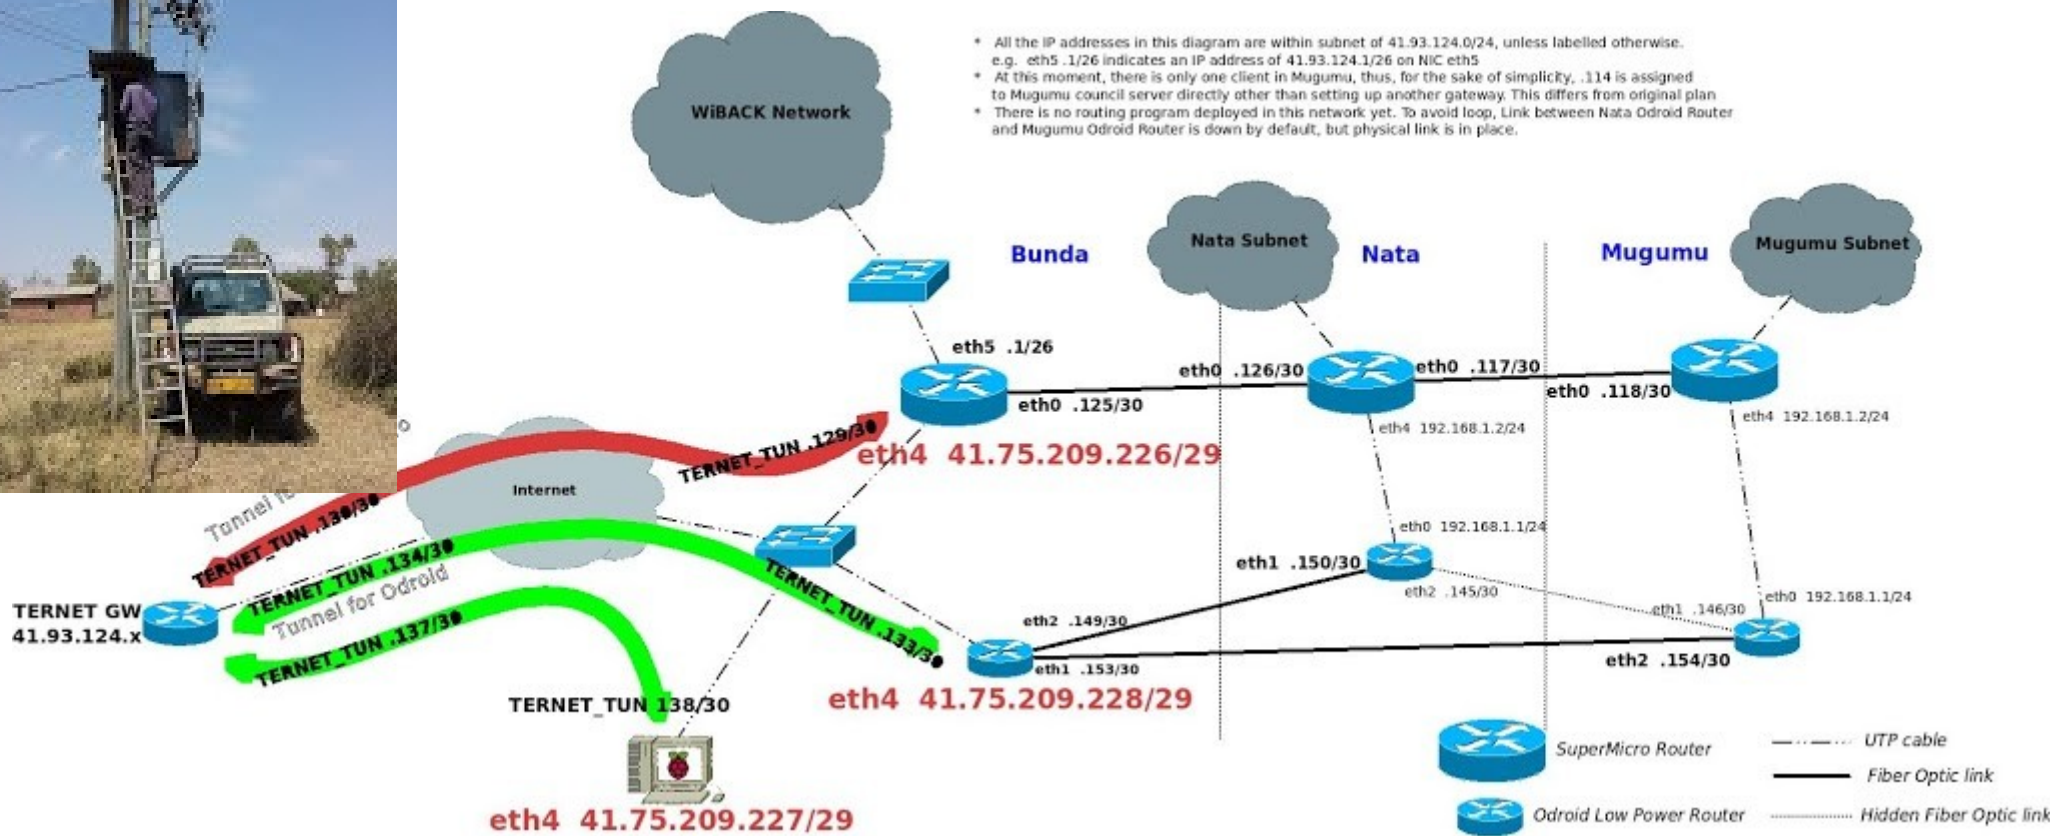 * All the IP addresses in this diagram are within subnet of 41.93.124.0/24, unless labelled otherwise.
e.g. eth5 .1/26 indicates an IP address of 41.93.124.1/26 on NIC eth5
* At this moment, there is only one client in Mugumu, thus, for the sake of simplicity, .114 is assigned
to Mugumu council server directly other than setting up another gateway. This differs from original plan
* There is no routing program deployed in this network yet. To avoid loop, Link between Nata Odroid Router
and Mugumu Odroid Router is down by default, but physical link is in place.
WiBACK Network
Bunda
Nata Subnet
Nata
Mugumu
Mugumu Subnet
eth5 .1/26
eth0 .125/30
eth0 .126/30
eth0 .117/30
eth0 .118/30
eth4 192.168.1.2/24
eth4 192.168.1.2/24
TERNET_TUN .129/30
eth4 41.75.209.226/29
Internet
Tunnel
TERNET_TUN .130/30
TERNET_TUN .134/30
Tunnel for Odroid
TERNET_TUN .137/30
TERNET GW
41.93.124.x
TERNET_TUN .133/30
eth0 192.168.1.1/24
eth1 .150/30
eth2 .145/30
eth1 .146/30
eth0 192.168.1.1/24
eth2 .149/30
eth1 .153/30
eth2 .154/30
eth4 41.75.209.228/29
TERNET_TUN 138/30
eth4 41.75.209.227/29
SuperMicro Router
UTP cable
Fiber Optic link
Odroid Low Power Router
Hidden Fiber Optic link